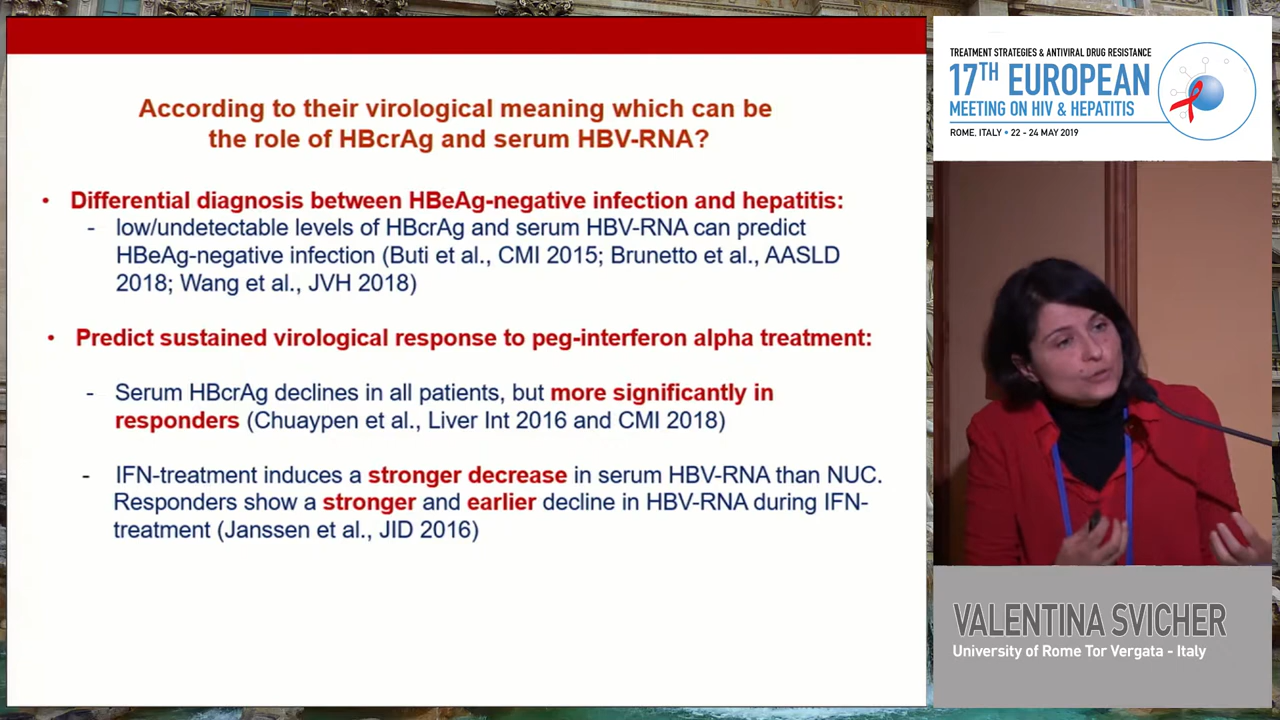 According to their virological meaning which can be
the role of HBcrAg and serum HBV-RNA?
• Differential diagnosis between HBeAg-negative infection and hepatitis:
- low/undetectable levels of HBcrAg and serum HBV-RNA can predict
HBeAg-negative infection (Buti et al., CMI 2015; Brunetto et al., AASLD
2018; Wang et al., JVH 2018)
• Predict sustained virological response to peg-interferon alpha treatment:
- Serum HBcrAg declines in all patients, but more significantly in
responders (Chuaypen et al., Liver Int 2016 and CMI 2018)
- IFN-treatment induces a stronger decrease in serum HBV-RNA than NUC.
Responders show a stronger and earlier decline in HBV-RNA during IFN-
treatment (Janssen et al., JID 2016)
TREATMENT STRATEGIES & ANTIVIRAL DRUG RESISTANCE
17TH EUROPEAN
MEETING ON HIV & HEPATITIS
ROME, ITALY • 22 - 24 MAY 2019
VALENTINA SVICHER
University of Rome Tor Vergata - Italy